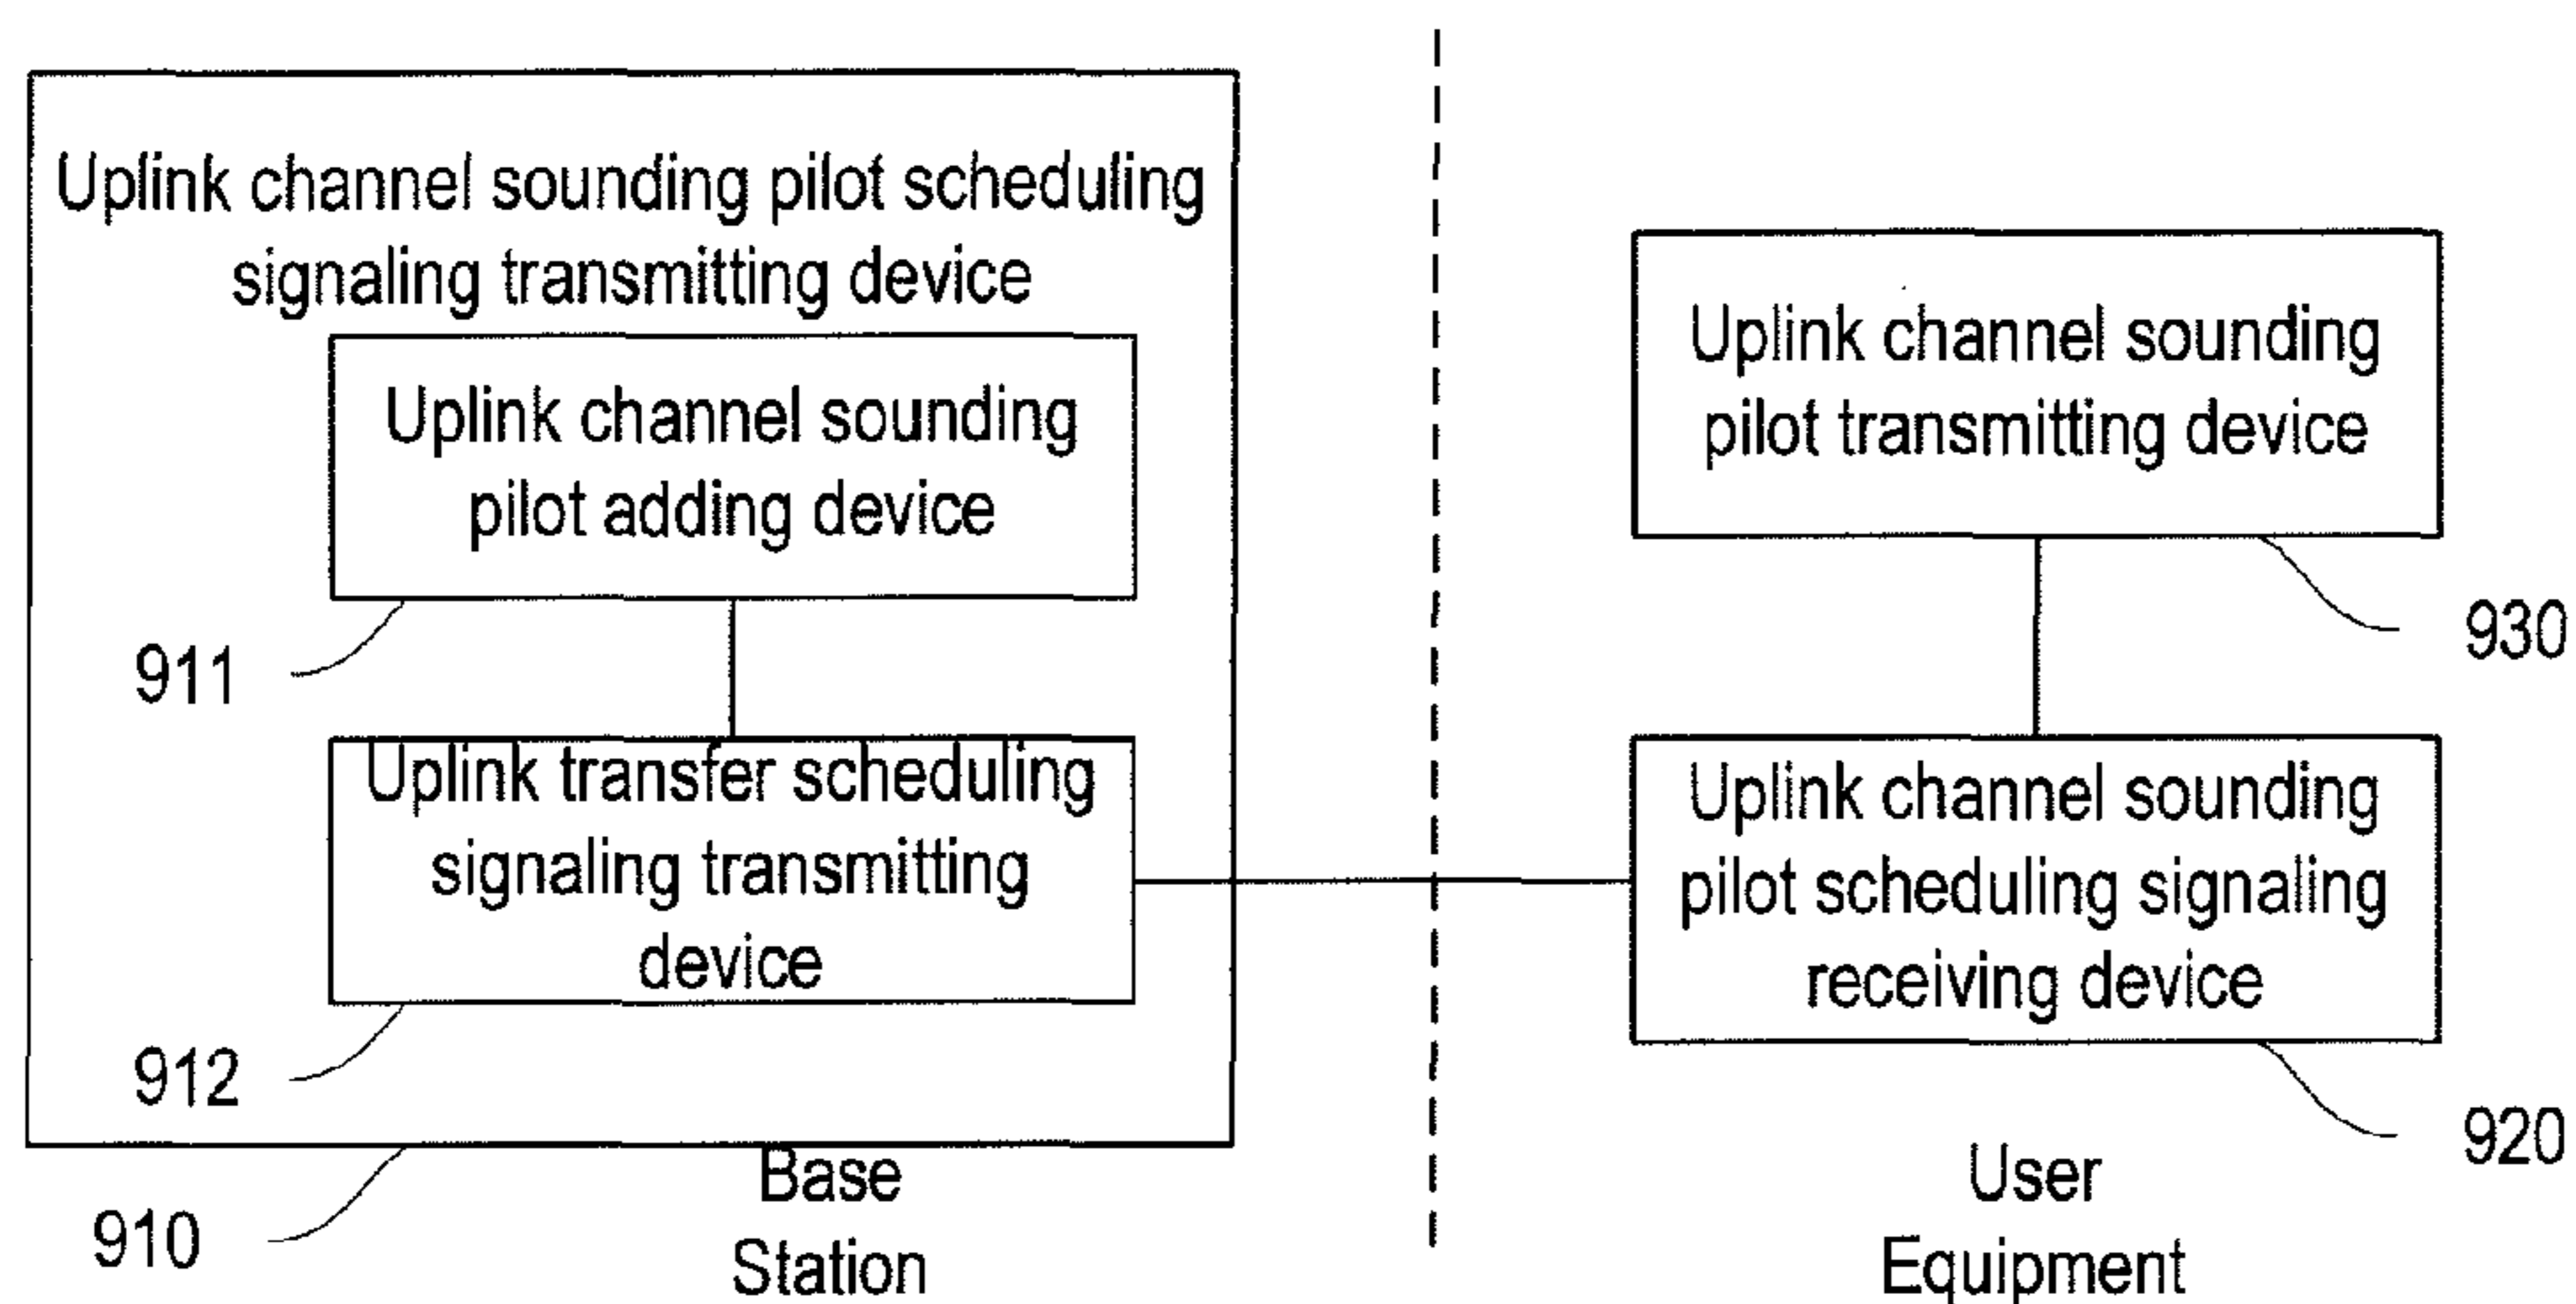 Uplink channel sounding pilot scheduling
signaling transmitting device
Uplink channel sounding
pilot adding device
911
Uplink transfer scheduling
signaling transmitting
device
912
910
Base
Station
Uplink channel sounding
pilot transmitting device
930
Uplink channel sounding
pilot scheduling signaling
receiving device
920
User
Equipment